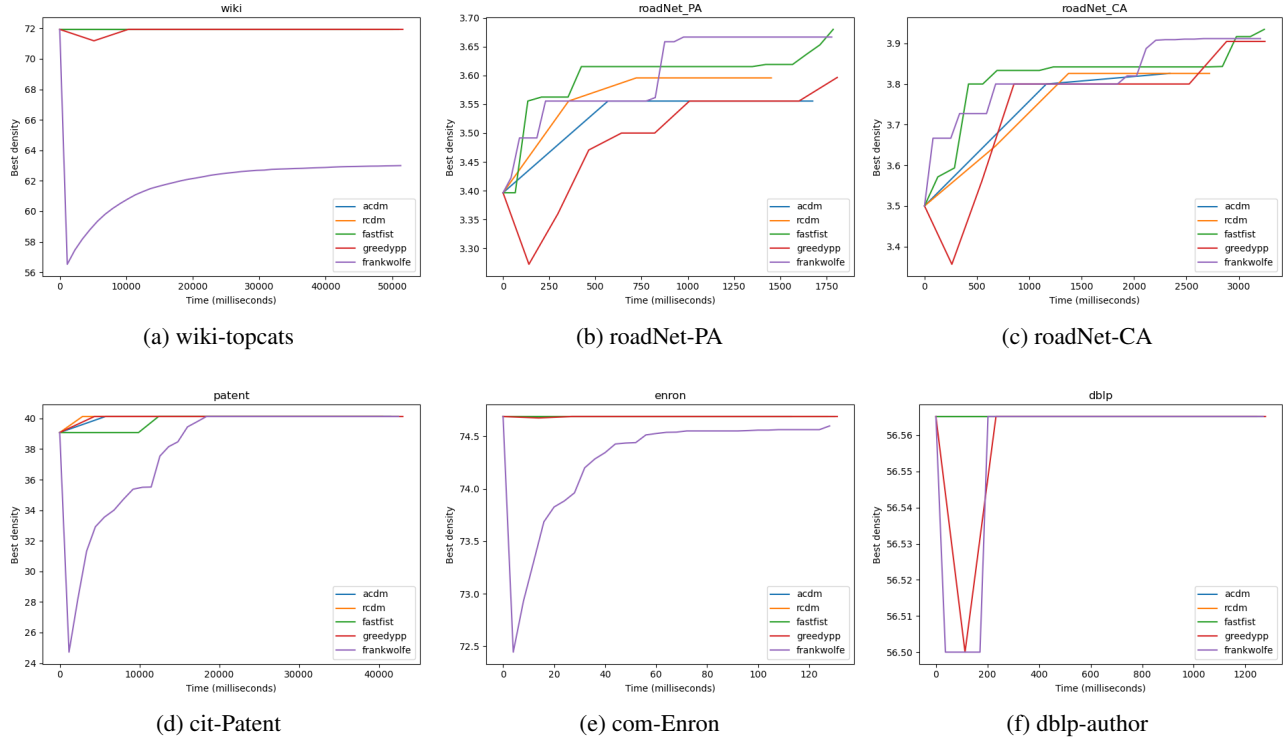 wiki
72
70
68
66
64
62
60
58
56
Best density
0 10000 20000 30000 40000 50000
Time (milliseconds)
acdm
rcdm
fastfist
greedypp
frankwolfe
(a) wiki-topcats
roadNet_PA
3.70
3.65
3.60
3.55
3.50
3.45
3.40
3.35
3.30
Best density
0 250 500 750 1000 1250 1500 1750
Time (milliseconds)
acdm
rcdm
fastfist
greedypp
frankwolfe
(b) roadNet-PA
roadNet_CA
3.9
3.8
3.7
3.6
3.5
3.4
Best density
0 500 1000 1500 2000 2500 3000
Time (milliseconds)
acdm
rcdm
fastfist
greedypp
frankwolfe
(c) roadNet-CA
patent
40
38
36
34
32
30
28
26
24
Best density
0 10000 20000 30000 40000
Time (milliseconds)
acdm
rcdm
fastfist
greedypp
frankwolfe
(d) cit-Patent
enron
74.5
74.0
73.5
73.0
72.5
Best density
0 20 40 60 80 100 120
Time (milliseconds)
acdm
rcdm
fastfist
greedypp
frankwolfe
(e) com-Enron
dblp
56.56
56.55
56.54
56.53
56.52
56.51
56.50
Best density
0 200 400 600 800 1000 1200
Time (milliseconds)
acdm
rcdm
fastfist
greedypp
frankwolfe
(f) dblp-author